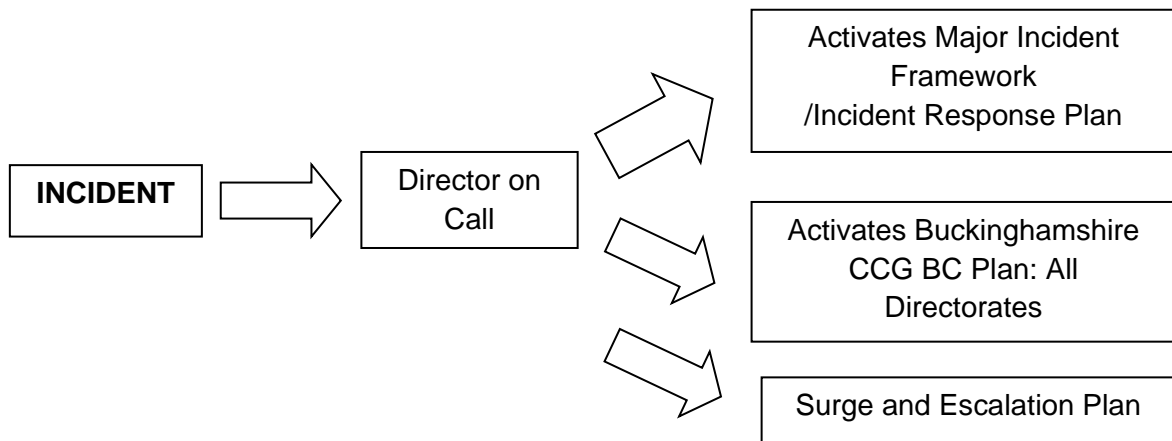 INCIDENT
Director on
Call
Activates Major Incident
Framework
/Incident Response Plan
Activates Buckinghamshire
CCG BC Plan: All
Directorates
Surge and Escalation Plan